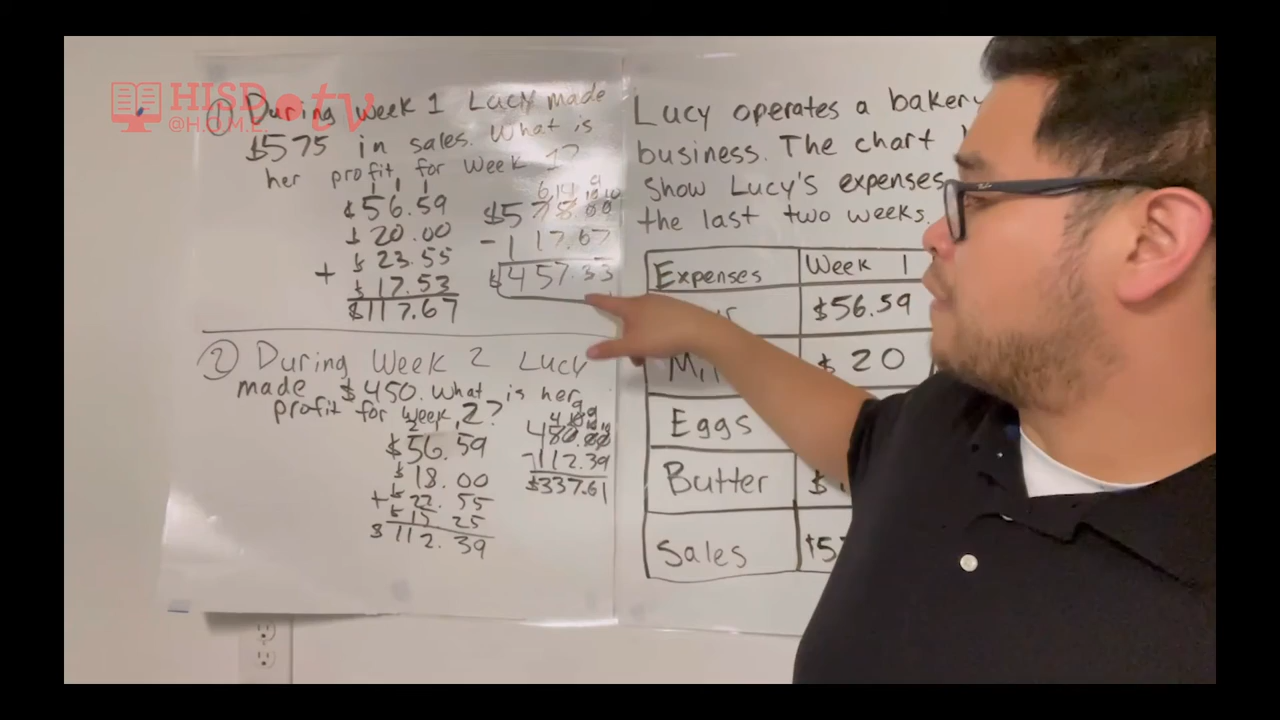 HISD tv
@H.O.M.E.
① During Week 1 Lucy made
$575 in sales. What is
her profit for Week 1?
1 1 1
$56.59
$20.00
$23.55
+ $17.53
$117.67
$575.00
- 117.67
$457.33
② During Week 2 Lucy
made $450. What is her
profit for week 2?
$56.59
$18.00
+ $22.55
$15.25
$112.39
450.00
-112.39
$337.61
Lucy operates a bakery
business. The chart
Show Lucy's expenses
the last two weeks.
Expenses Week 1
$56.59
$20
Eggs
Butter $
Sales $5